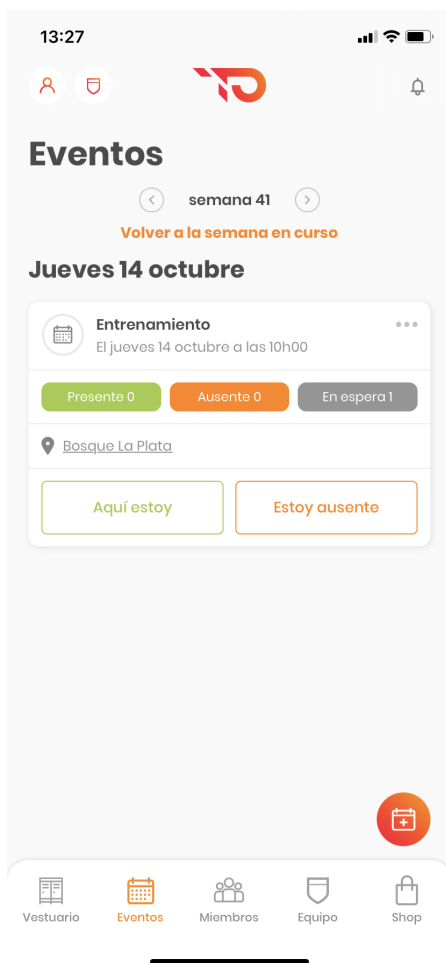 13:27
Eventos
semana 41
Volver a la semana en curso
Jueves 14 octubre
Entrenamiento
El jueves 14 octubre a las 10h00
Presente 0 Ausente 0 En espera 1
Bosque La Plata
Aquí estoy Estoy ausente
Vestuario Eventos Miembros Equipo Shop